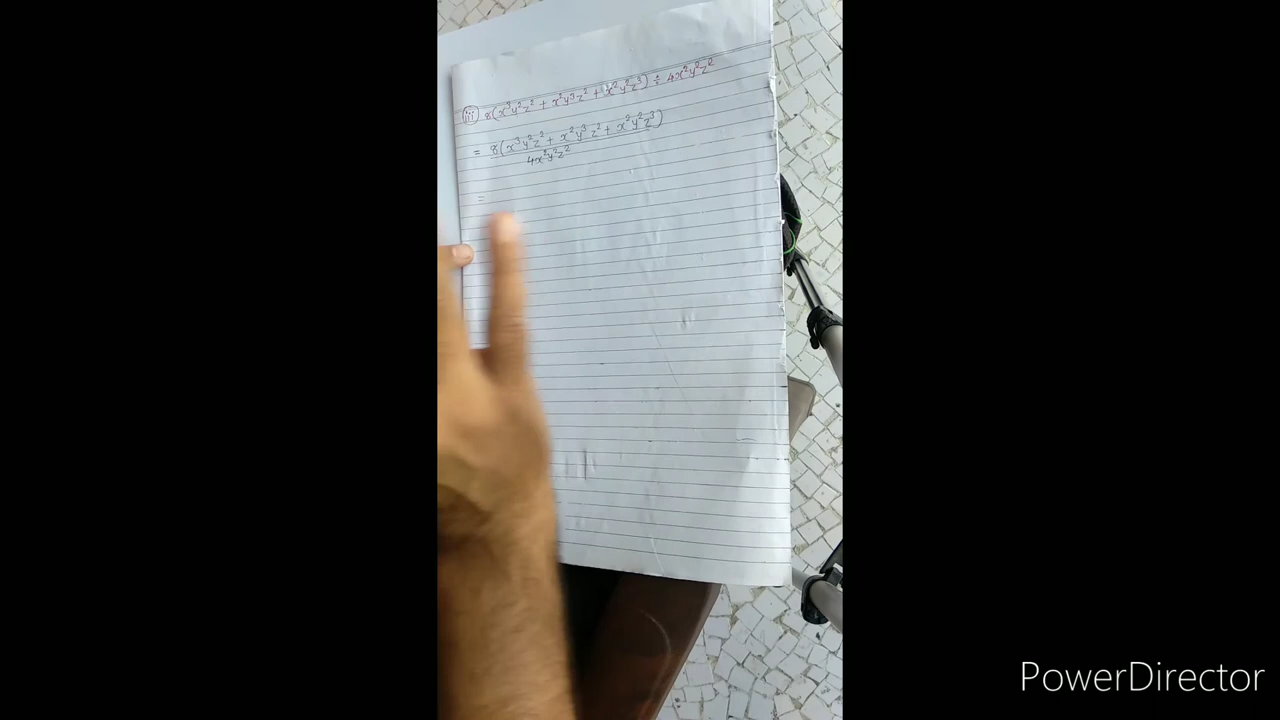 (iii) 8(x³y²z² + x²y³z² + x²y²z³) ÷ 4x²y²z²
= 8(x³y²z² + x²y³z² + x²y²z³)
4x²y²z²
=
PowerDirector